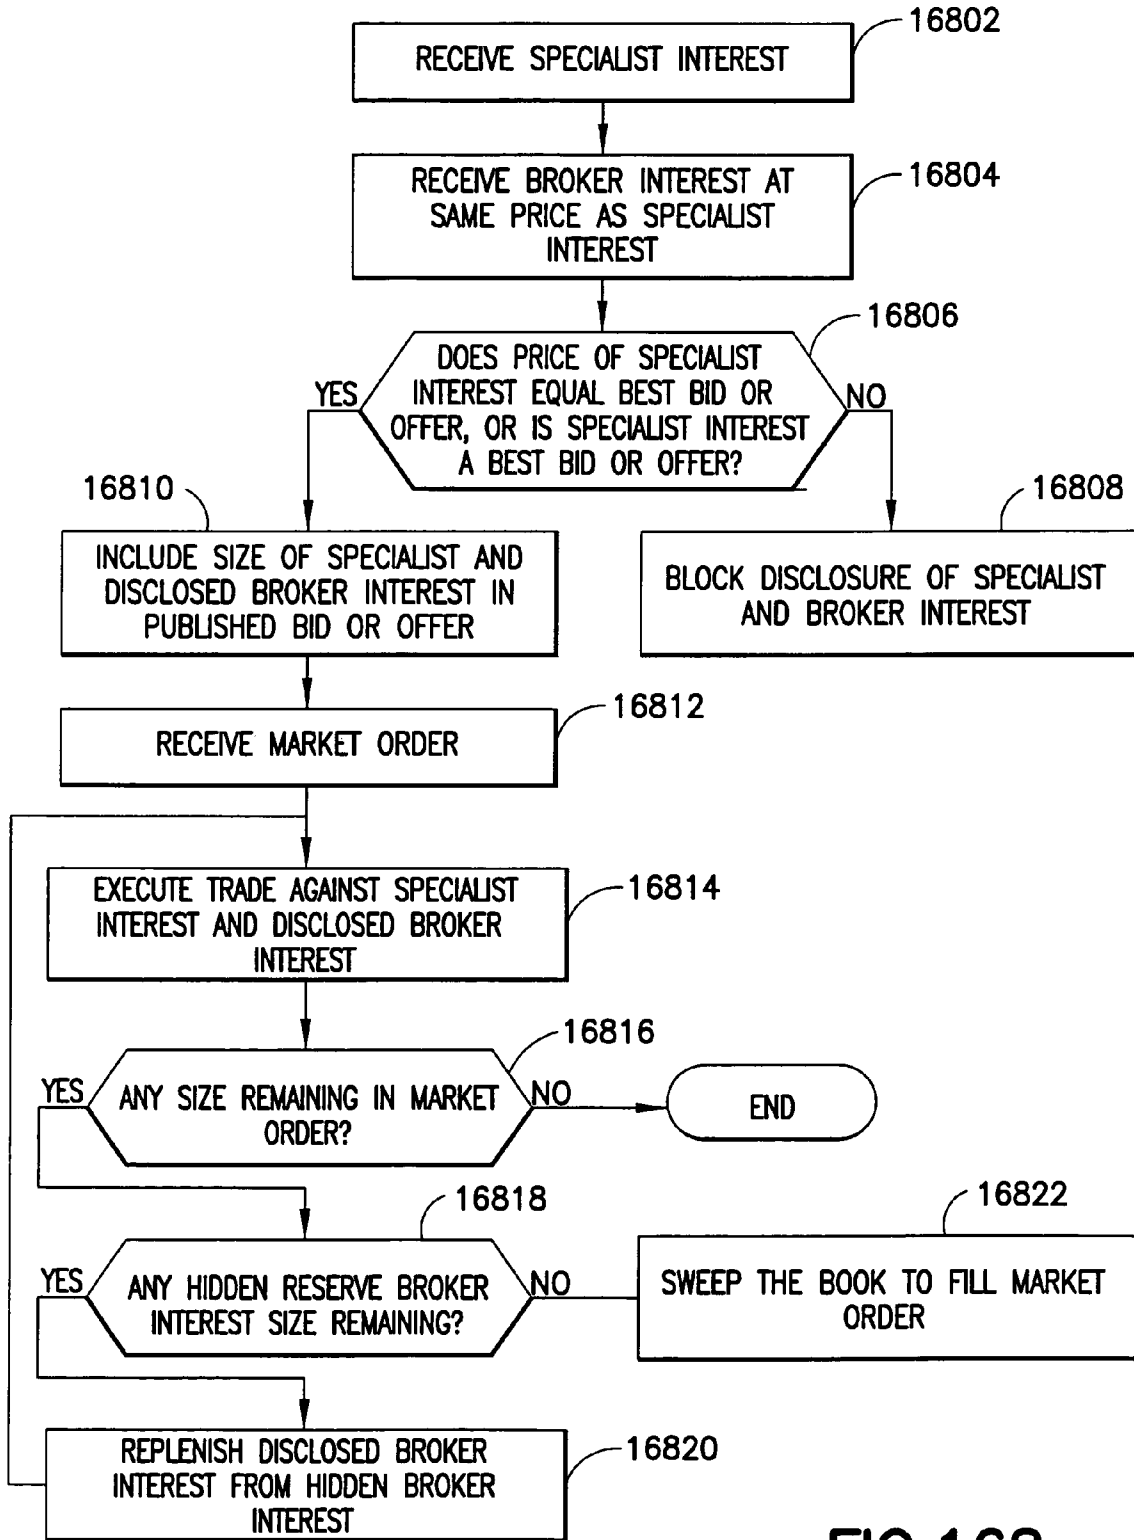 16802
RECEIVE SPECIALIST INTEREST
16804
RECEIVE BROKER INTEREST AT
SAME PRICE AS SPECIALIST
INTEREST
16806
DOES PRICE OF SPECIALIST
INTEREST EQUAL BEST BID OR
OFFER, OR IS SPECIALIST INTEREST
A BEST BID OR OFFER?
YES
NO
16810
16808
INCLUDE SIZE OF SPECIALIST AND
DISCLOSED BROKER INTEREST IN
PUBLISHED BID OR OFFER
BLOCK DISCLOSURE OF SPECIALIST
AND BROKER INTEREST
16812
RECEIVE MARKET ORDER
16814
EXECUTE TRADE AGAINST SPECIALIST
INTEREST AND DISCLOSED BROKER
INTEREST
16816
YES
ANY SIZE REMAINING IN MARKET
ORDER?
NO
END
16818
16822
YES
ANY HIDDEN RESERVE BROKER
INTEREST SIZE REMAINING?
NO
SWEEP THE BOOK TO FILL MARKET
ORDER
16820
REPLENISH DISCLOSED BROKER
INTEREST FROM HIDDEN BROKER
INTEREST
FIG.168